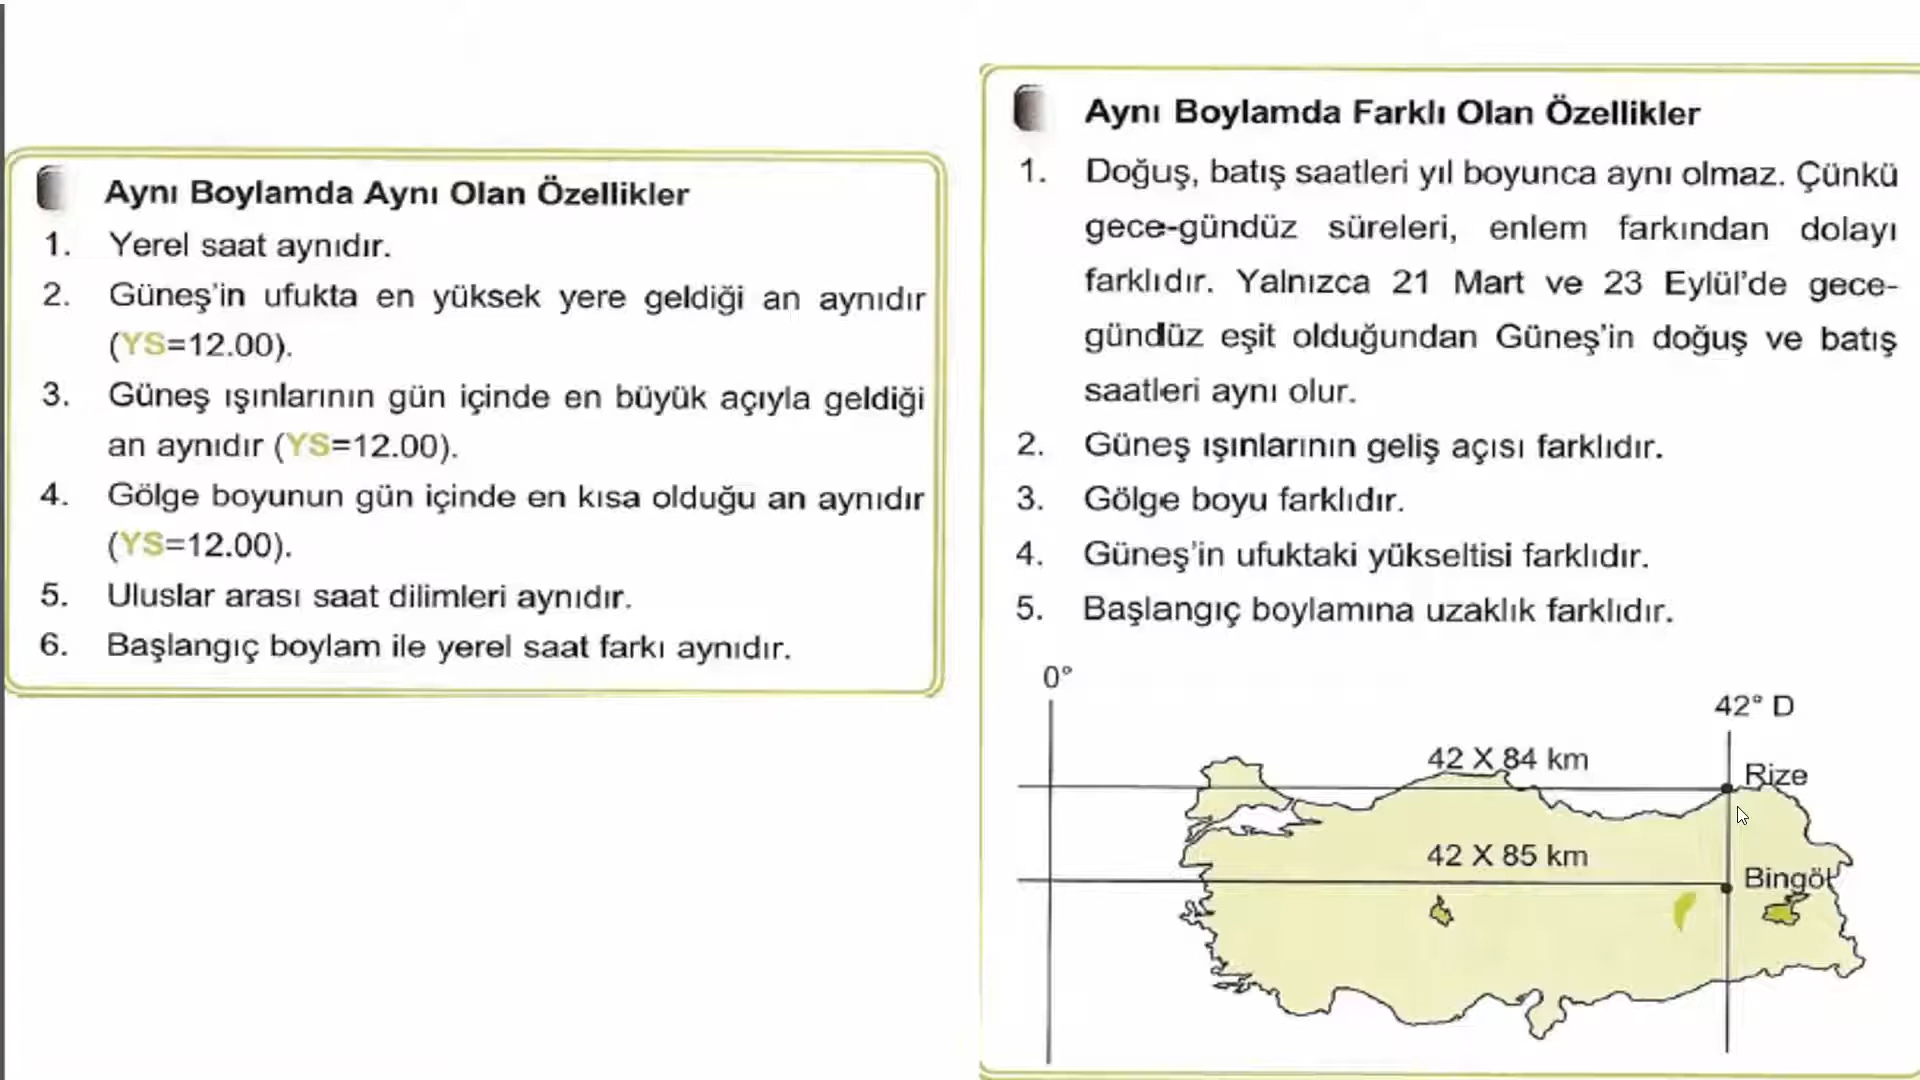 Aynı Boylamda Aynı Olan Özellikler
1. Yerel saat aynıdır.
2. Güneş'in ufukta en yüksek yere geldiği an aynıdır
(YS=12.00).
3. Güneş ışınlarının gün içinde en büyük açıyla geldiği
an aynıdır (YS=12.00).
4. Gölge boyunun gün içinde en kısa olduğu an aynıdır
(YS=12.00).
5. Uluslar arası saat dilimleri aynıdır.
6. Başlangıç boylam ile yerel saat farkı aynıdır.
Aynı Boylamda Farklı Olan Özellikler
1. Doğuş, batış saatleri yıl boyunca aynı olmaz. Çünkü
gece-gündüz süreleri, enlem farkından dolayı
farklıdır. Yalnızca 21 Mart ve 23 Eylül'de gece-
gündüz eşit olduğundan Güneş'in doğuş ve batış
saatleri aynı olur.
2. Güneş ışınlarının geliş açısı farklıdır.
3. Gölge boyu farklıdır.
4. Güneş'in ufuktaki yükseltisi farklıdır.
5. Başlangıç boylamına uzaklık farklıdır.
0°
42° D
42 X 84 km
Rize
42 X 85 km
Bingöl